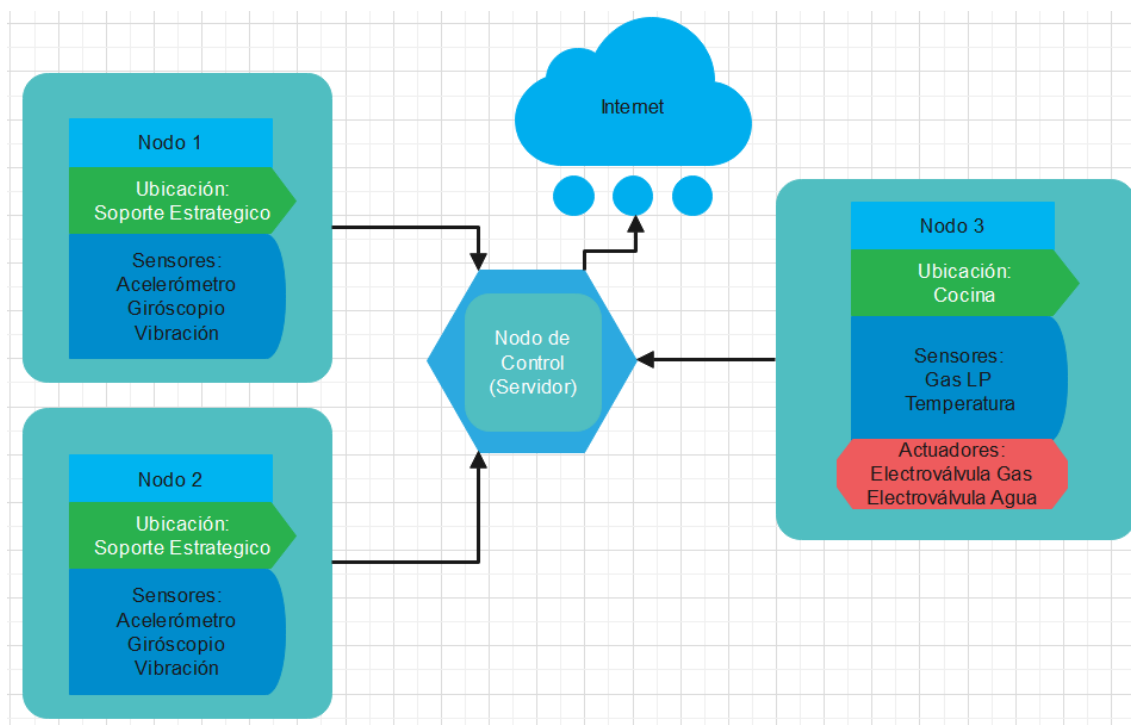 Internet
Nodo 1
Ubicación:
Soporte Estrategico
Sensores:
Acelerómetro
Giróscopio
Vibración
Nodo 2
Ubicación:
Soporte Estrategico
Sensores:
Acelerómetro
Giróscopio
Vibración
Nodo de
Control
(Servidor)
Nodo 3
Ubicación:
Cocina
Sensores:
Gas LP
Temperatura
Actuadores:
Electroválvula Gas
Electroválvula Agua